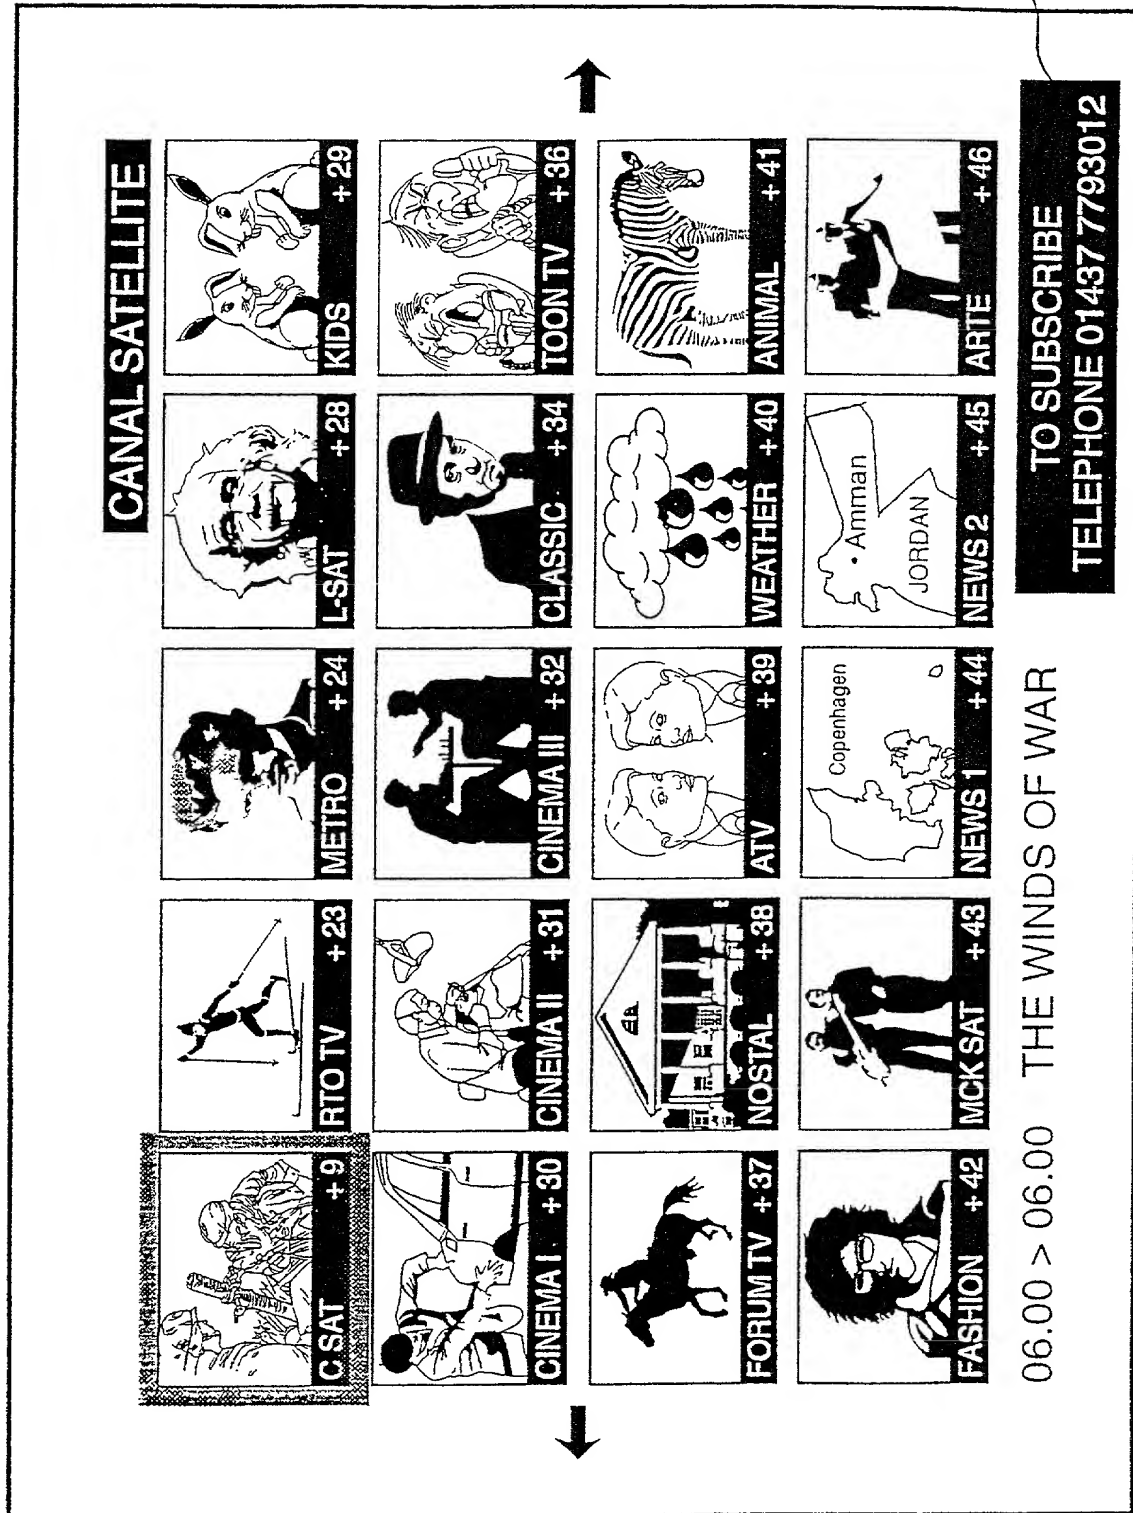 CANAL SATELLITE
C SAT +9
RTO TV +23
METRO +24
L-SAT +28
KIDS +29
CINEMA I +30
CINEMA II +31
CINEMA III +32
CLASSIC +34
TOON TV +36
FORUM TV +37
NOSTAL +38
ATV +39
WEATHER +40
ANIMAL +41
FASHION +42
MCK SAT +43
Copenhagen
NEWS 1 +44
Amman
JORDAN
NEWS 2 +45
ARTE +46
06.00 > 06.00 THE WINDS OF WAR
TO SUBSCRIBE
TELEPHONE 01437 7793012